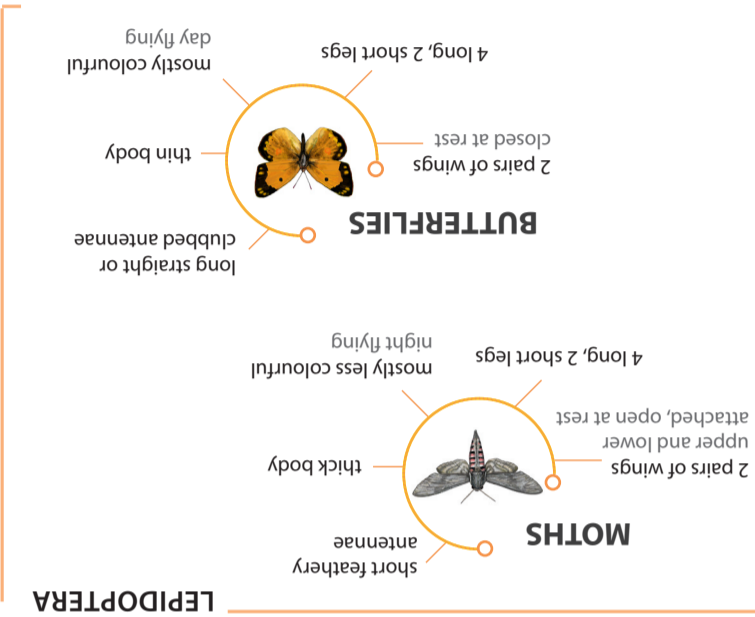 LEPIDOPTERA
MOTHS
short feathery
antennae
2 pairs of wings
upper and lower
attached, open at rest
thick body
4 long, 2 short legs
mostly less colourful
night flying
BUTTERFLIES
long straight or
clubbed antennae
2 pairs of wings
closed at rest
thin body
4 long, 2 short legs
mostly colourful
day flying